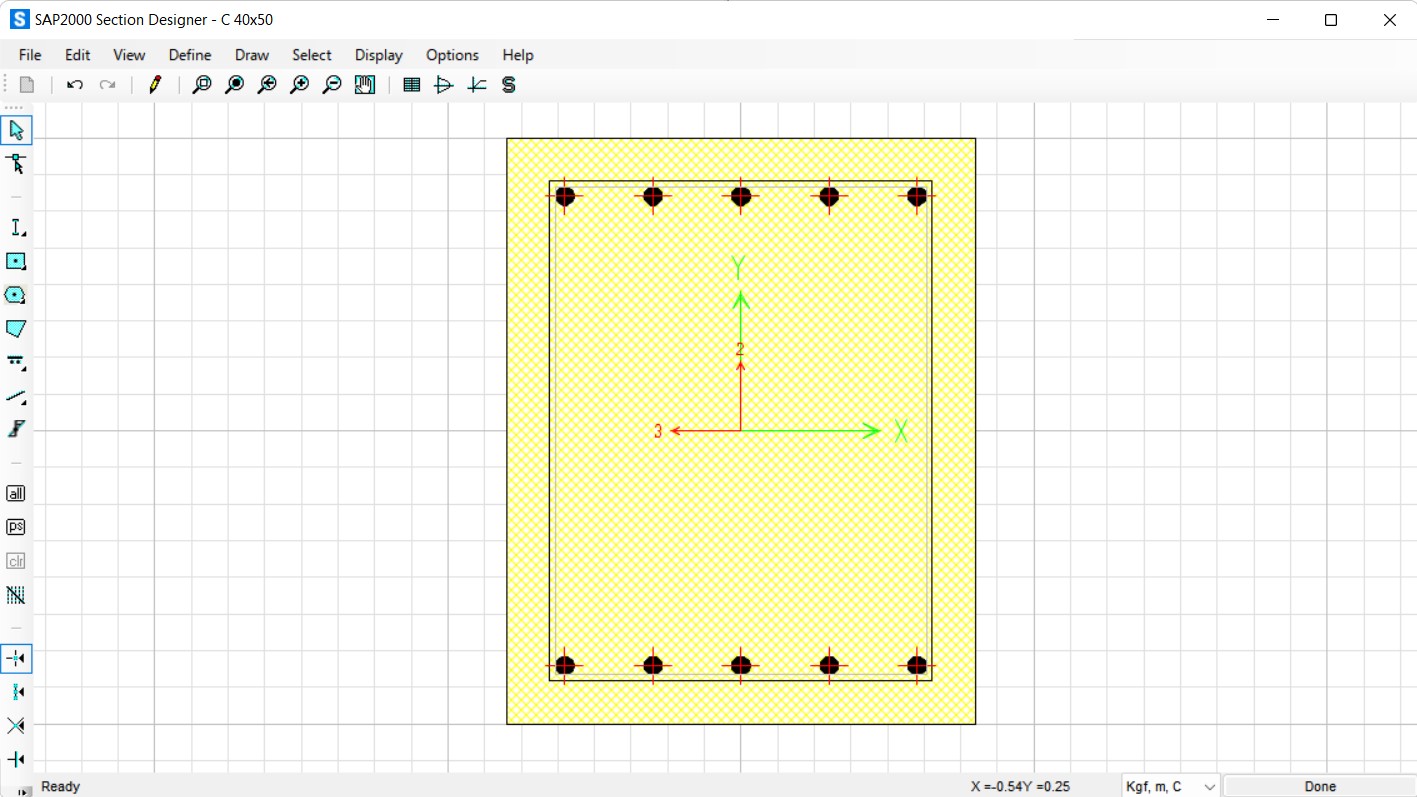 S SAP2000 Section Designer - C 40x50
File Edit View Define Draw Select Display Options Help
S
Y
2
3
X
I
all
ps
clr
Ready X =-0.54Y =0.25 Kgf, m, C Done